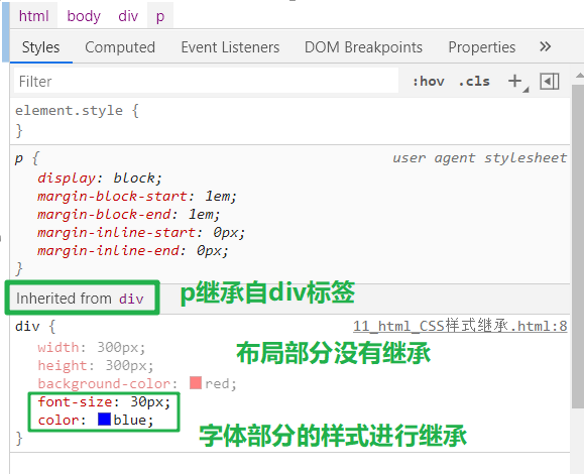 html body div p
Styles Computed Event Listeners DOM Breakpoints Properties »
Filter :hov .cls +
element.style {
}
p { user agent stylesheet
display: block;
margin-block-start: 1em;
margin-block-end: 1em;
margin-inline-start: 0px;
margin-inline-end: 0px;
}
Inherited from div p继承自div标签
div { 11_html_CSS样式继承.html:8
width: 300px;
布局部分没有继承
height: 300px;
background-color: red;
font-size: 30px;
color: blue;
字体部分的样式进行继承
}